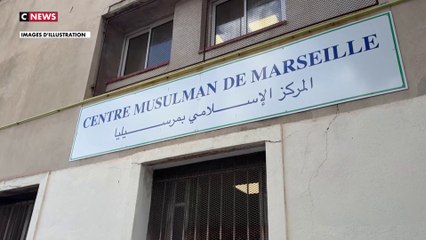 CNEWS
IMAGES D'ILLUSTRATION
CENTRE MUSULMAN DE MARSEILLE
المركز الإسلامي بمرسيليا